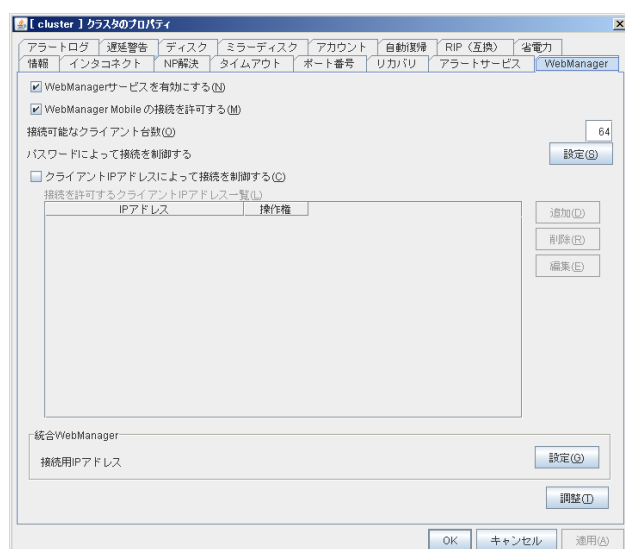 [ cluster ] クラスタのプロパティ
アラートログ 遅延警告 ディスク ミラーディスク アカウント 自動復帰 RIP（互換） 省電力
情報 インタコネクト NP解決 タイムアウト ポート番号 リカバリ アラートサービス WebManager
WebManagerサービスを有効にする(N)
WebManager Mobile の接続を許可する(M)
接続可能なクライアント台数(O) 64
パスワードによって接続を制御する 設定(S)
クライアントIPアドレスによって接続を制御する(C)
接続を許可するクライアントIPアドレス一覧(L)
IPアドレス 操作権
追加(D)
削除(R)
編集(E)
統合WebManager
接続用IPアドレス 設定(G)
調整(T)
OK キャンセル 適用(A)